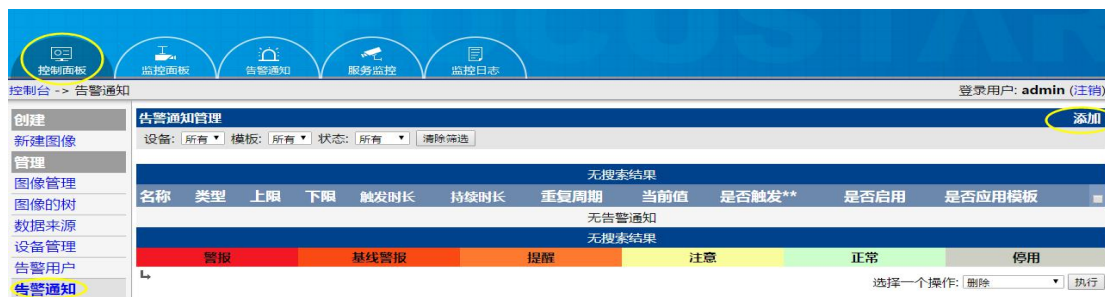 控制面板 监控面板 告警通知 服务监控 监控日志
控制台 -> 告警通知 登录用户: admin (注销)
创建
新建图像
管理
图像管理
图像的树
数据来源
设备管理
告警用户
告警通知
告警通知管理 添加
设备: 所有 模板: 所有 状态: 所有 清除筛选
无搜索结果
名称 类型 上限 下限 触发时长 持续时长 重复周期 当前值 是否触发** 是否启用 是否应用模板
无告警通知
无搜索结果
警报 基线警报 提醒 注意 正常 停用
选择一个操作: 删除 执行